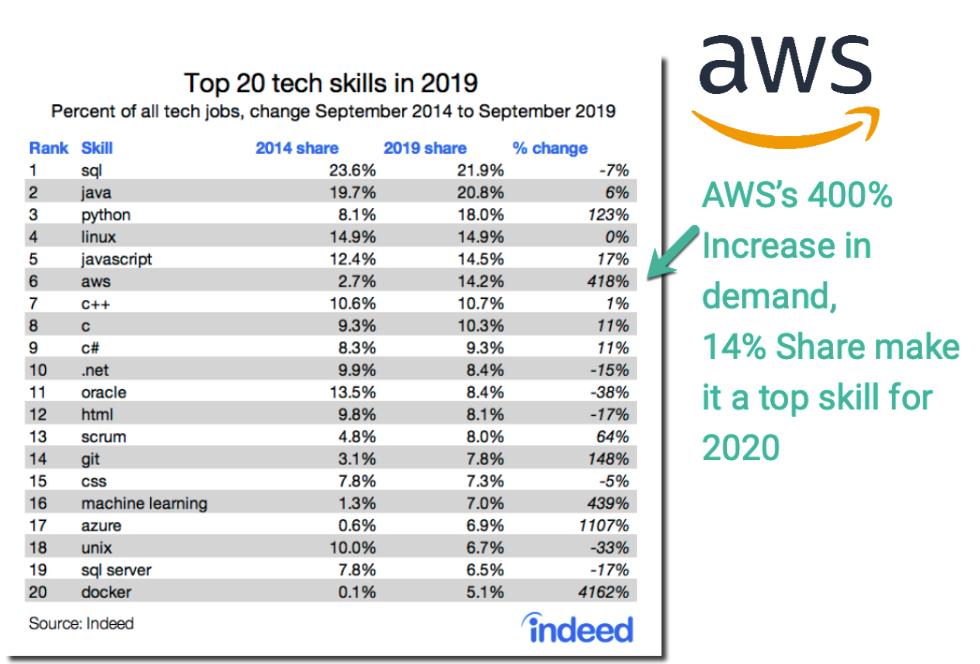 aws
Top 20 tech skills in 2019
Percent of all tech jobs, change September 2014 to September 2019
Rank Skill 2014 share 2019 share % change
1 sql 23.6% 21.9% -7%
2 java 19.7% 20.8% 6%
3 python 8.1% 18.0% 123%
4 linux 14.9% 14.9% 0%
5 javascript 12.4% 14.5% 17%
6 aws 2.7% 14.2% 418%
7 c++ 10.6% 10.7% 1%
8 c 9.3% 10.3% 11%
9 c# 8.3% 9.3% 11%
10 .net 9.9% 8.4% -15%
11 oracle 13.5% 8.4% -38%
12 html 9.8% 8.1% -17%
13 scrum 4.8% 8.0% 64%
14 git 3.1% 7.8% 148%
15 css 7.8% 7.3% -5%
16 machine learning 1.3% 7.0% 439%
17 azure 0.6% 6.9% 1107%
18 unix 10.0% 6.7% -33%
19 sql server 7.8% 6.5% -17%
20 docker 0.1% 5.1% 4162%
Source: Indeed
indeed
AWS’s 400%
Increase in
demand,
14% Share make
it a top skill for
2020